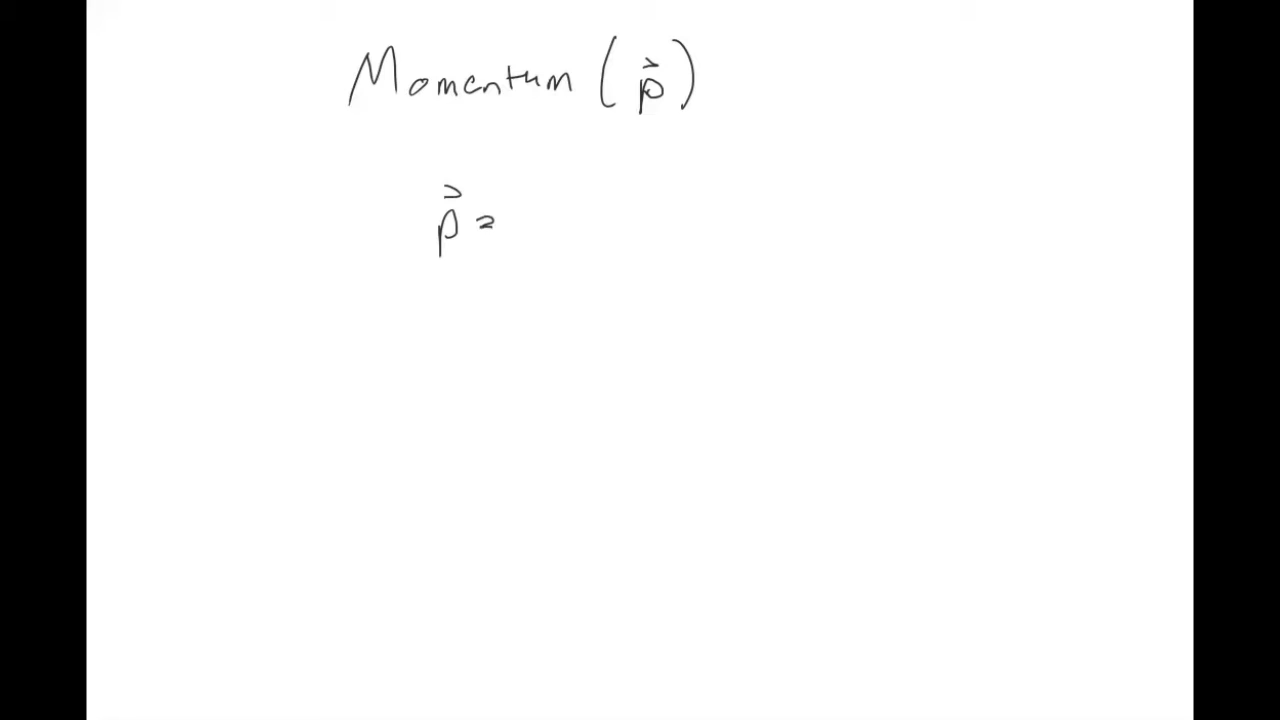 Momentum (p⃗)
p⃗ =